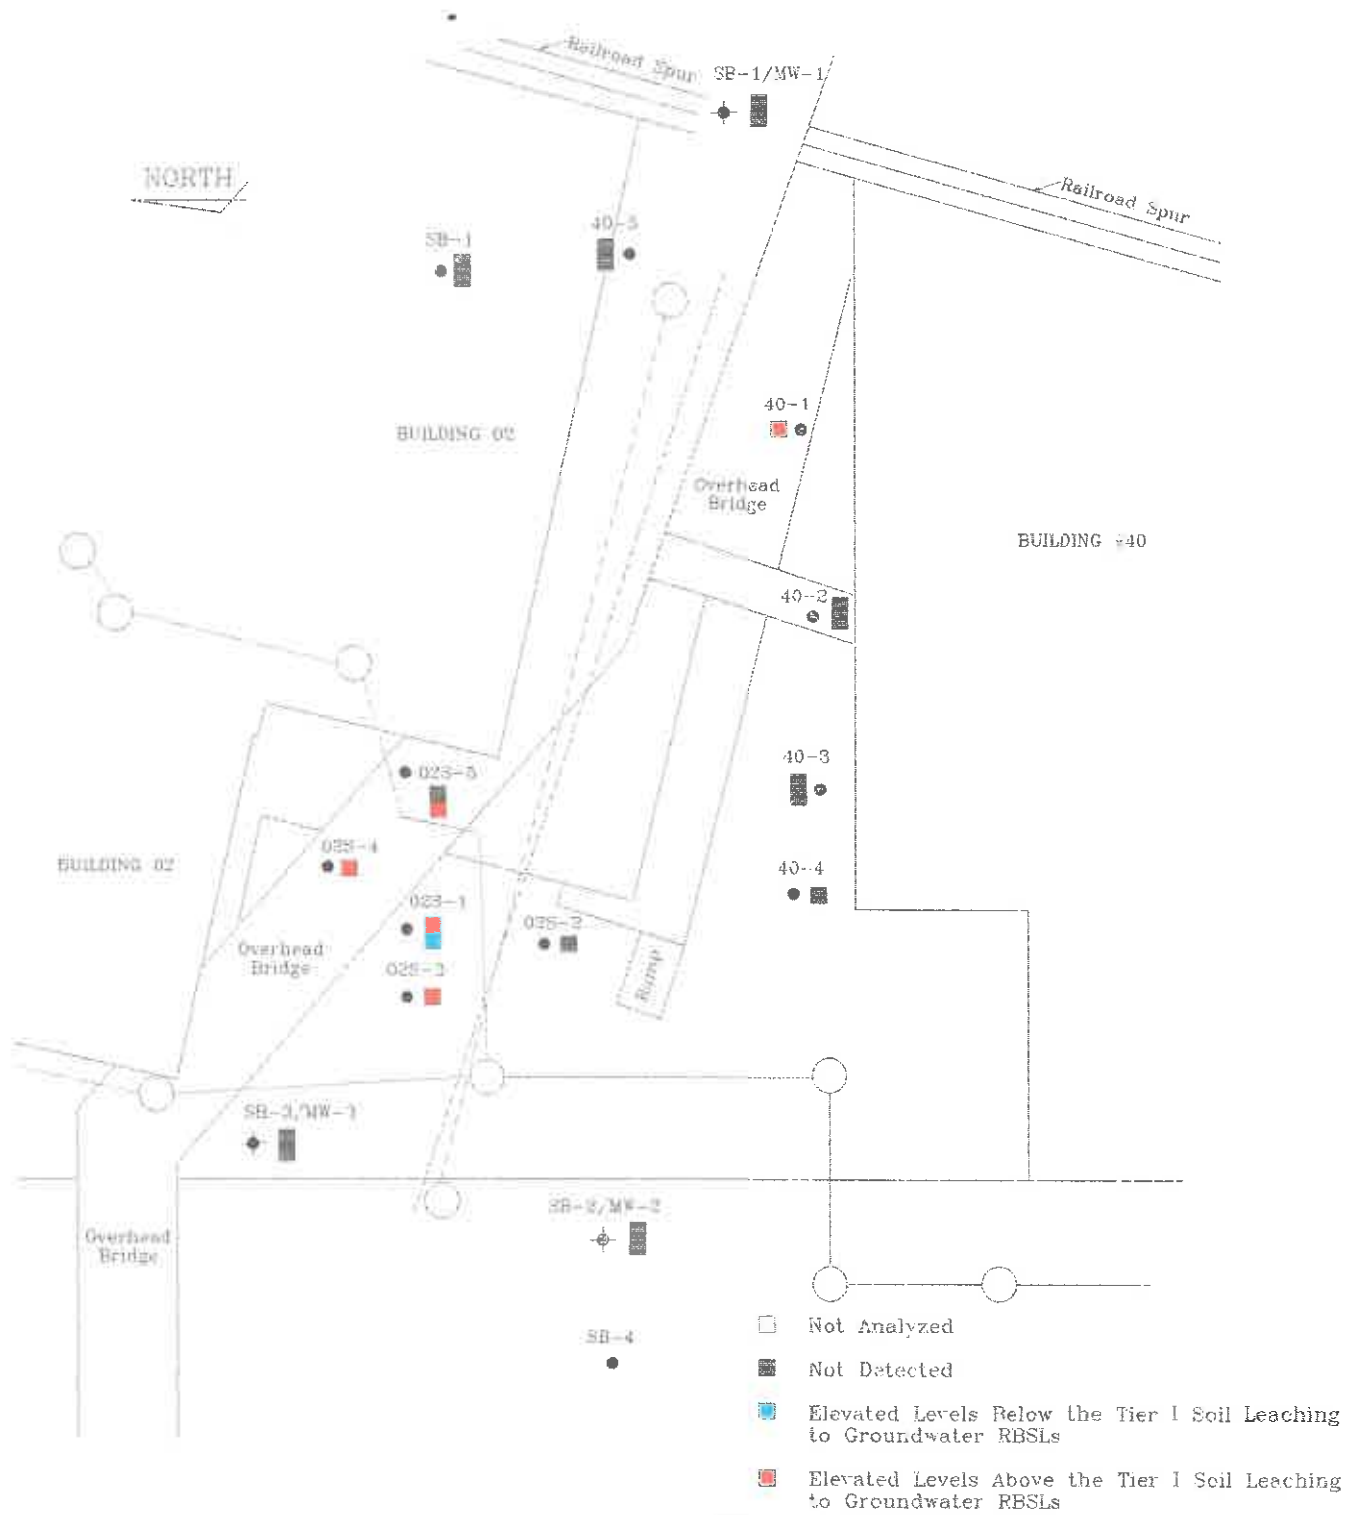 Railroad Spur
SB-1/MW-1
NORTH
Railroad Spur
SB-1
40-5
BUILDING 02
40-1
Overhead
Bridge
BUILDING 40
40-2
02S-5
40-3
02S-4
BUILDING 02
40-4
02S-1
02S-2
Overhead
Bridge
02S-3
Ramp
SB-3/MW-3
SB-2/MW-2
Overhead
Bridge
SB-4
Not Analyzed
Not Detected
Elevated Levels Below the Tier I Soil Leaching
to Groundwater RBSLs
Elevated Levels Above the Tier I Soil Leaching
to Groundwater RBSLs